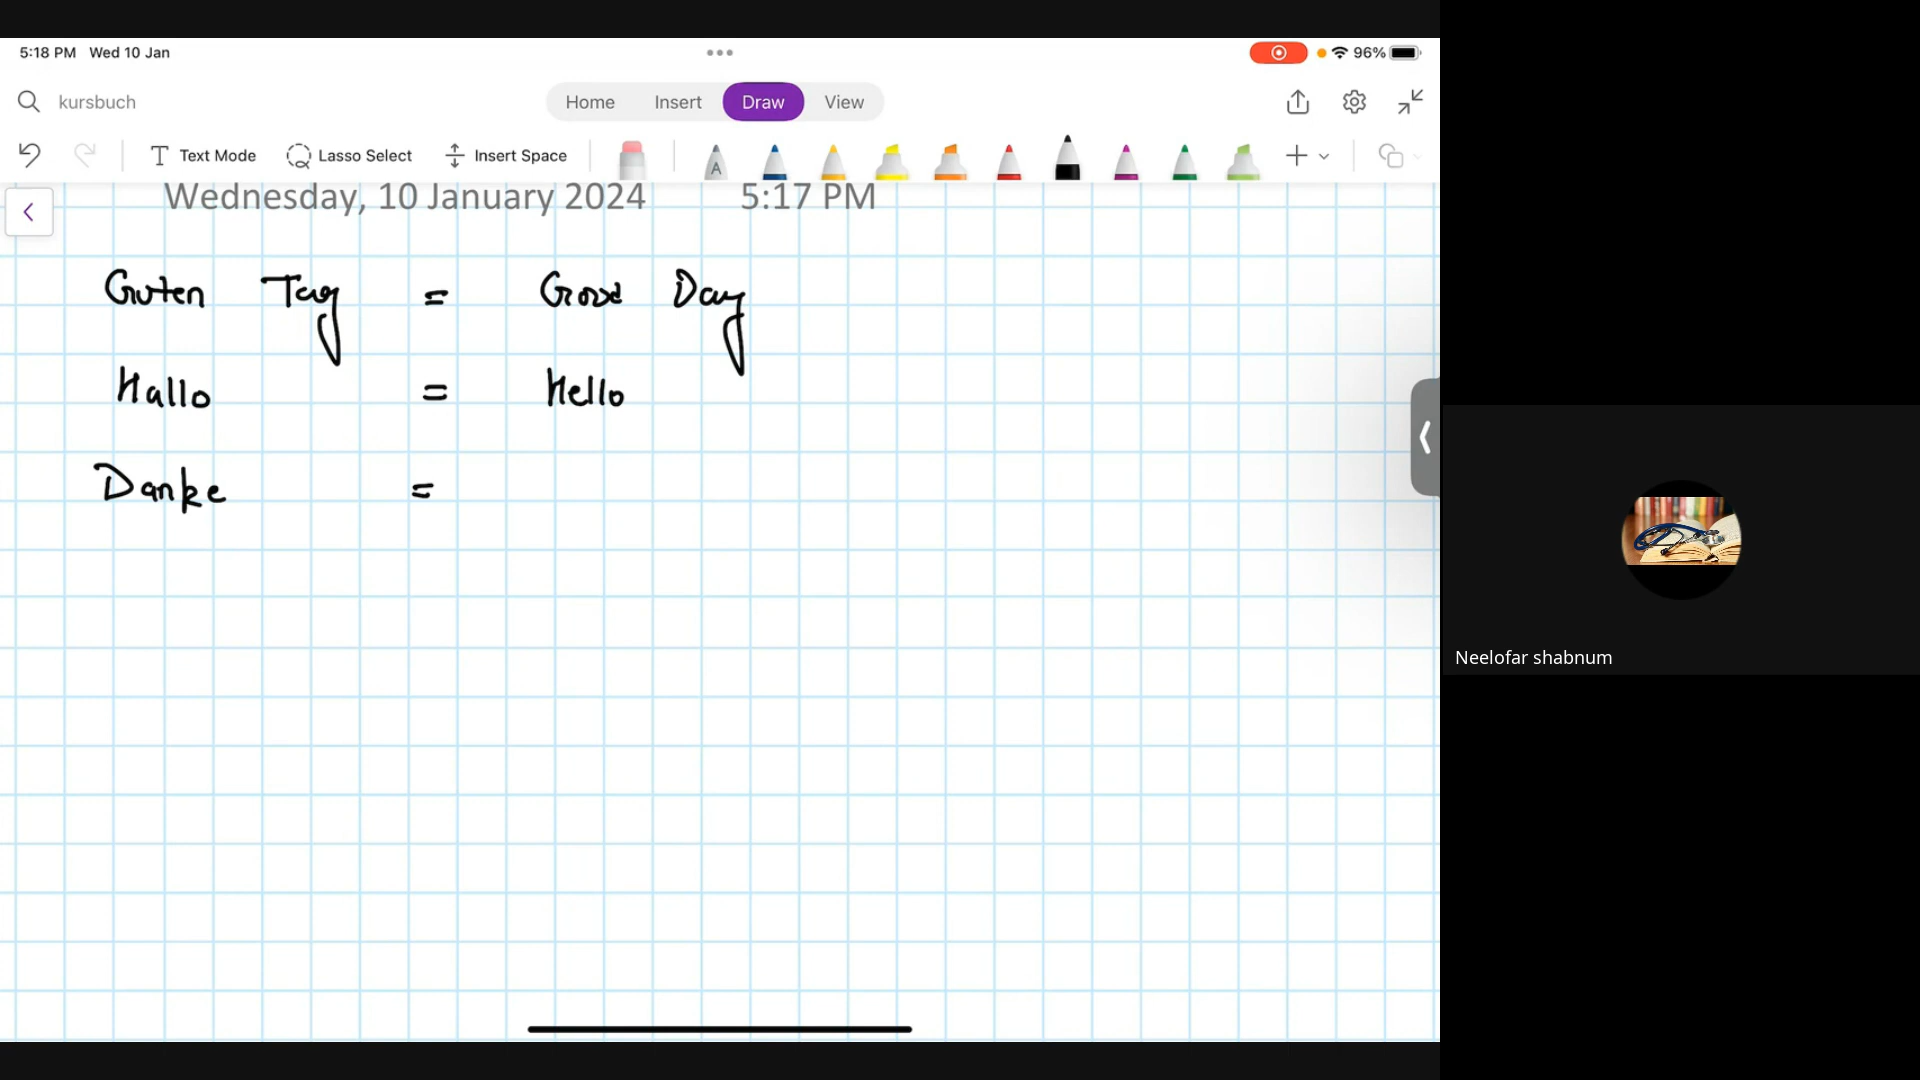 5:18 PM Wed 10 Jan 96%
kursbuch Home Insert Draw View
Text Mode Lasso Select Insert Space A
Wednesday, 10 January 2024 5:17 PM
Guten Tag = Good Day
Hallo = Hello
Danke =
Neelofar shabnum